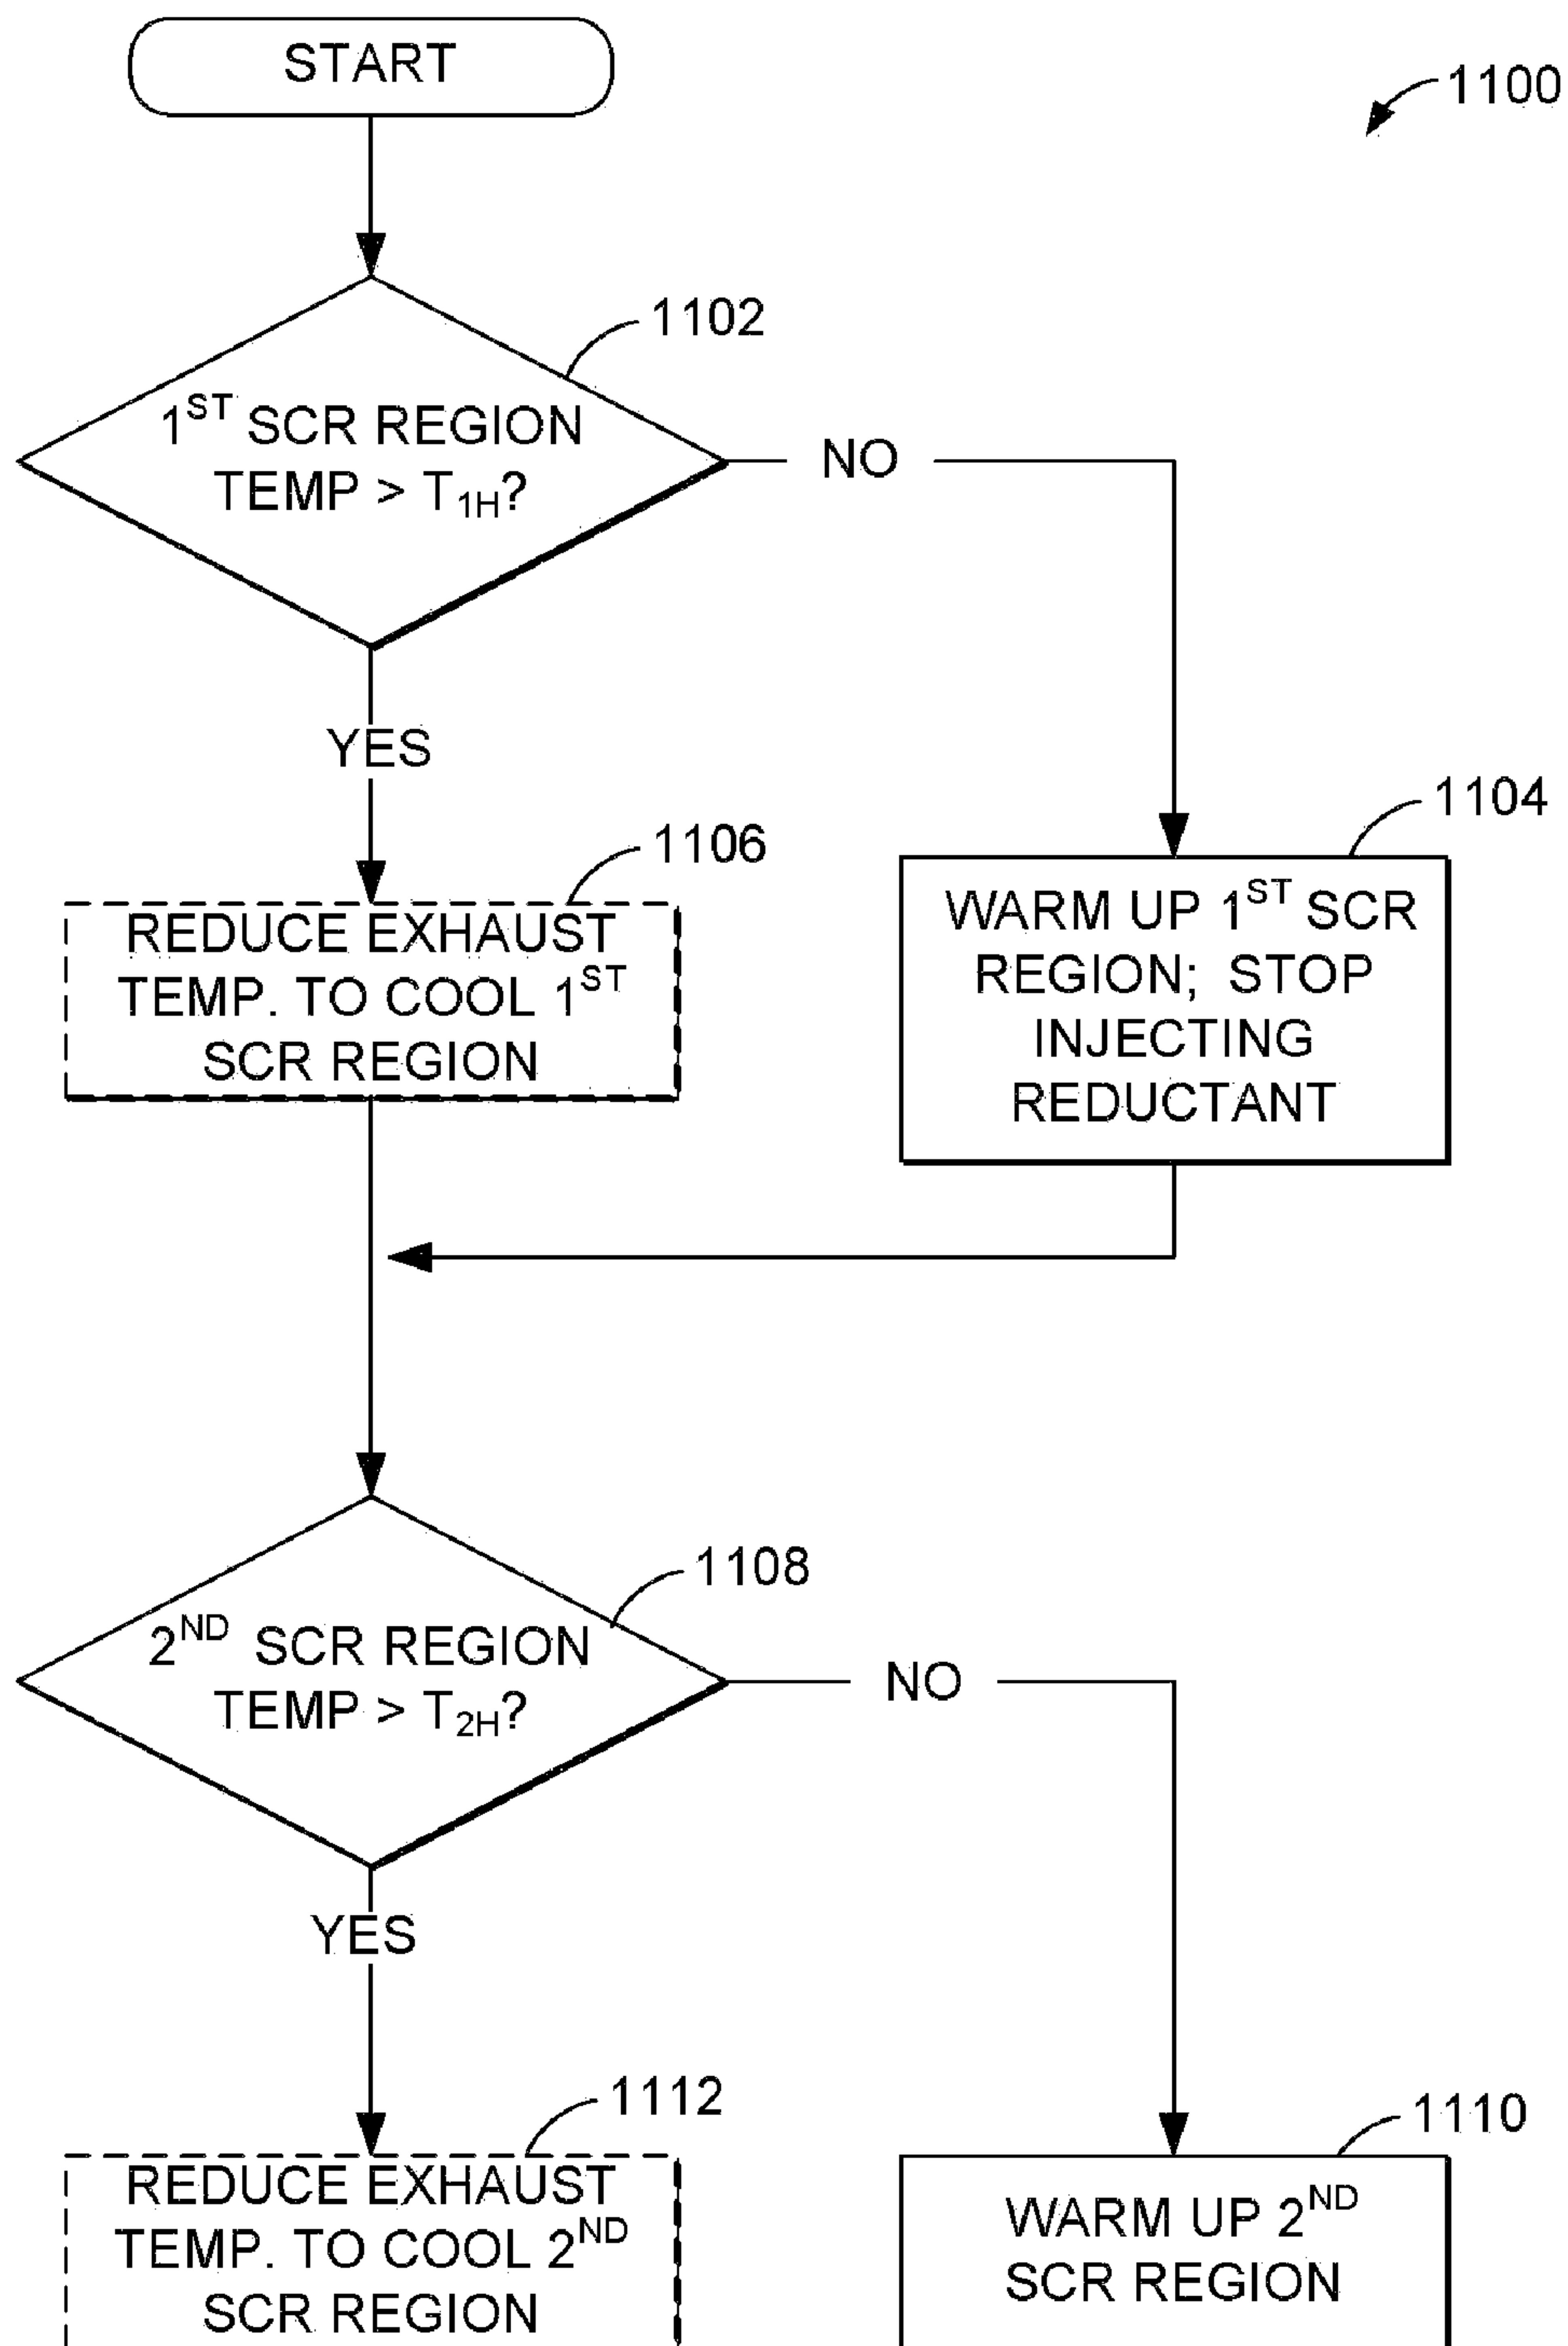 START
1100
1102
1ST SCR REGION
TEMP > T1H?
NO
YES
1104
1106
REDUCE EXHAUST
TEMP. TO COOL 1ST
SCR REGION
WARM UP 1ST SCR
REGION; STOP
INJECTING
REDUCTANT
1108
2ND SCR REGION
TEMP > T2H?
NO
YES
1112
1110
REDUCE EXHAUST
TEMP. TO COOL 2ND
SCR REGION
WARM UP 2ND
SCR REGION